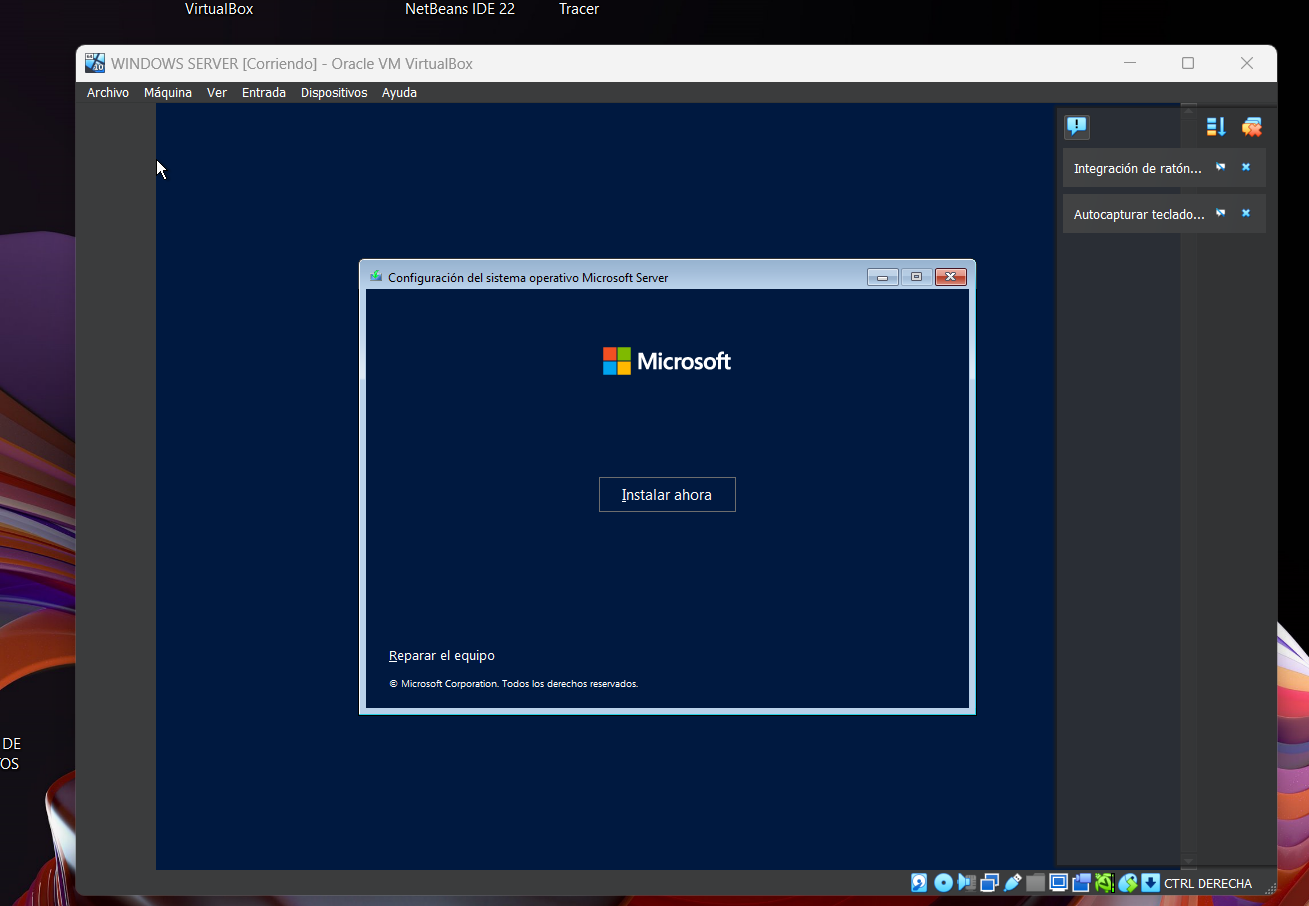 VirtualBox
NetBeans IDE 22
Tracer
WINDOWS SERVER [Corriendo] - Oracle VM VirtualBox
Archivo Máquina Ver Entrada Dispositivos Ayuda
Integración de ratón...
Autocapturar teclado...
Configuración del sistema operativo Microsoft Server
Microsoft
Instalar ahora
Reparar el equipo
© Microsoft Corporation. Todos los derechos reservados.
DE
OS
CTRL DERECHA